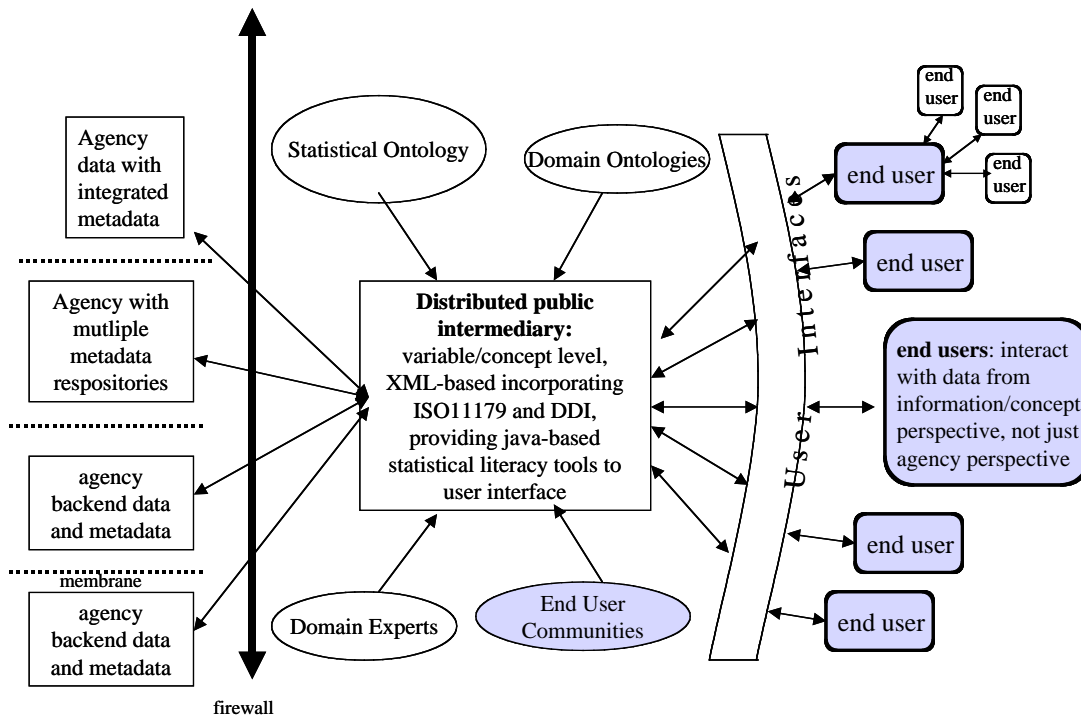 Agency
data with
integrated
metadata
Agency with
mutliple
metadata
respositories
agency
backend data
and metadata
membrane
agency
backend data
and metadata
firewall
Statistical Ontology
Domain Ontologies
Distributed public
intermediary:
variable/concept level,
XML-based incorporating
ISO11179 and DDI,
providing java-based
statistical literacy tools to
user interface
Domain Experts
End User
Communities
User Interfaces
end
user
end
user
end
user
end user
end user
end users: interact
with data from
information/concept
perspective, not just
agency perspective
end user
end user